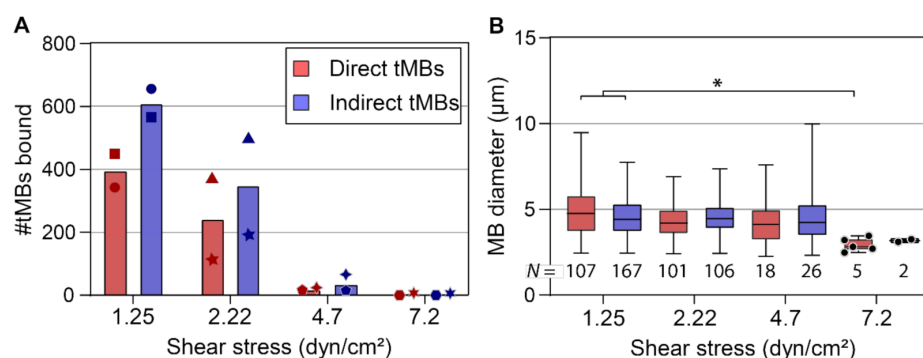 A
800
600
400
200
0
#tMBs bound
Direct tMBs
Indirect tMBs
1.25 2.22 4.7 7.2
Shear stress (dyn/cm²)
B
15
10
5
0
MB diameter (μm)
*
N = 107 167 101 106 18 26 5 2
1.25 2.22 4.7 7.2
Shear stress (dyn/cm²)